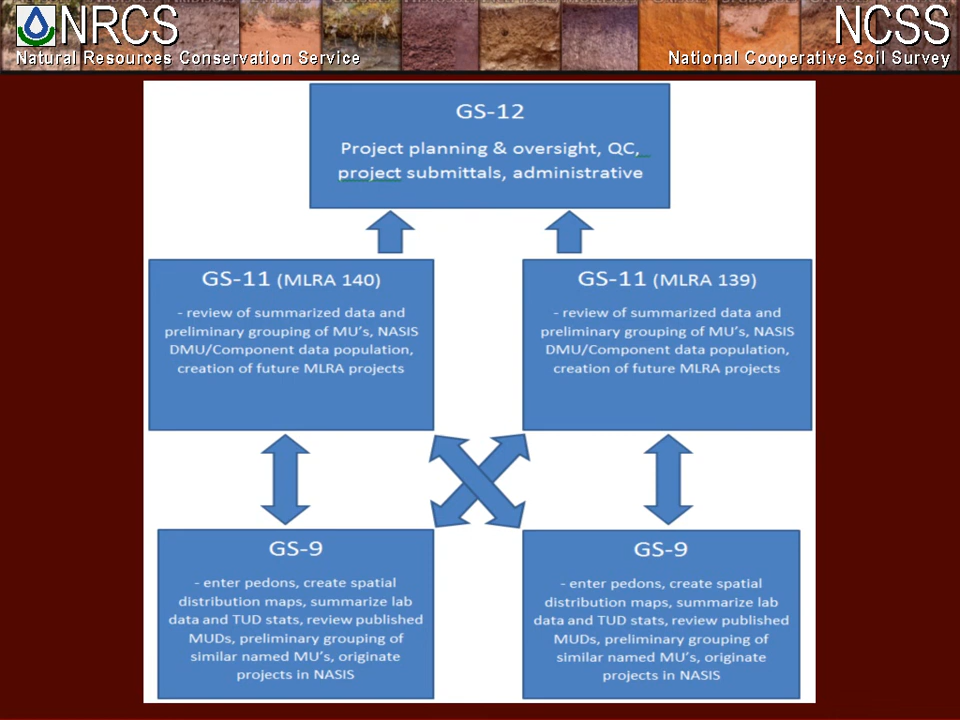 NRCS
Natural Resources Conservation Service
NCSS
National Cooperative Soil Survey
GS-12
Project planning & oversight, QC,
project submittals, administrative
GS-11 (MLRA 140)
- review of summarized data and
preliminary grouping of MU's, NASIS
DMU/Component data population,
creation of future MLRA projects
GS-11 (MLRA 139)
- review of summarized data and
preliminary grouping of MU's, NASIS
DMU/Component data population,
creation of future MLRA projects
GS-9
- enter pedons, create spatial
distribution maps, summarize lab
data and TUD stats, review published
MUDs, preliminary grouping of
similar named MU's, originate
projects in NASIS
GS-9
- enter pedons, create spatial
distribution maps, summarize lab
data and TUD stats, review published
MUDs, preliminary grouping of
similar named MU's, originate
projects in NASIS